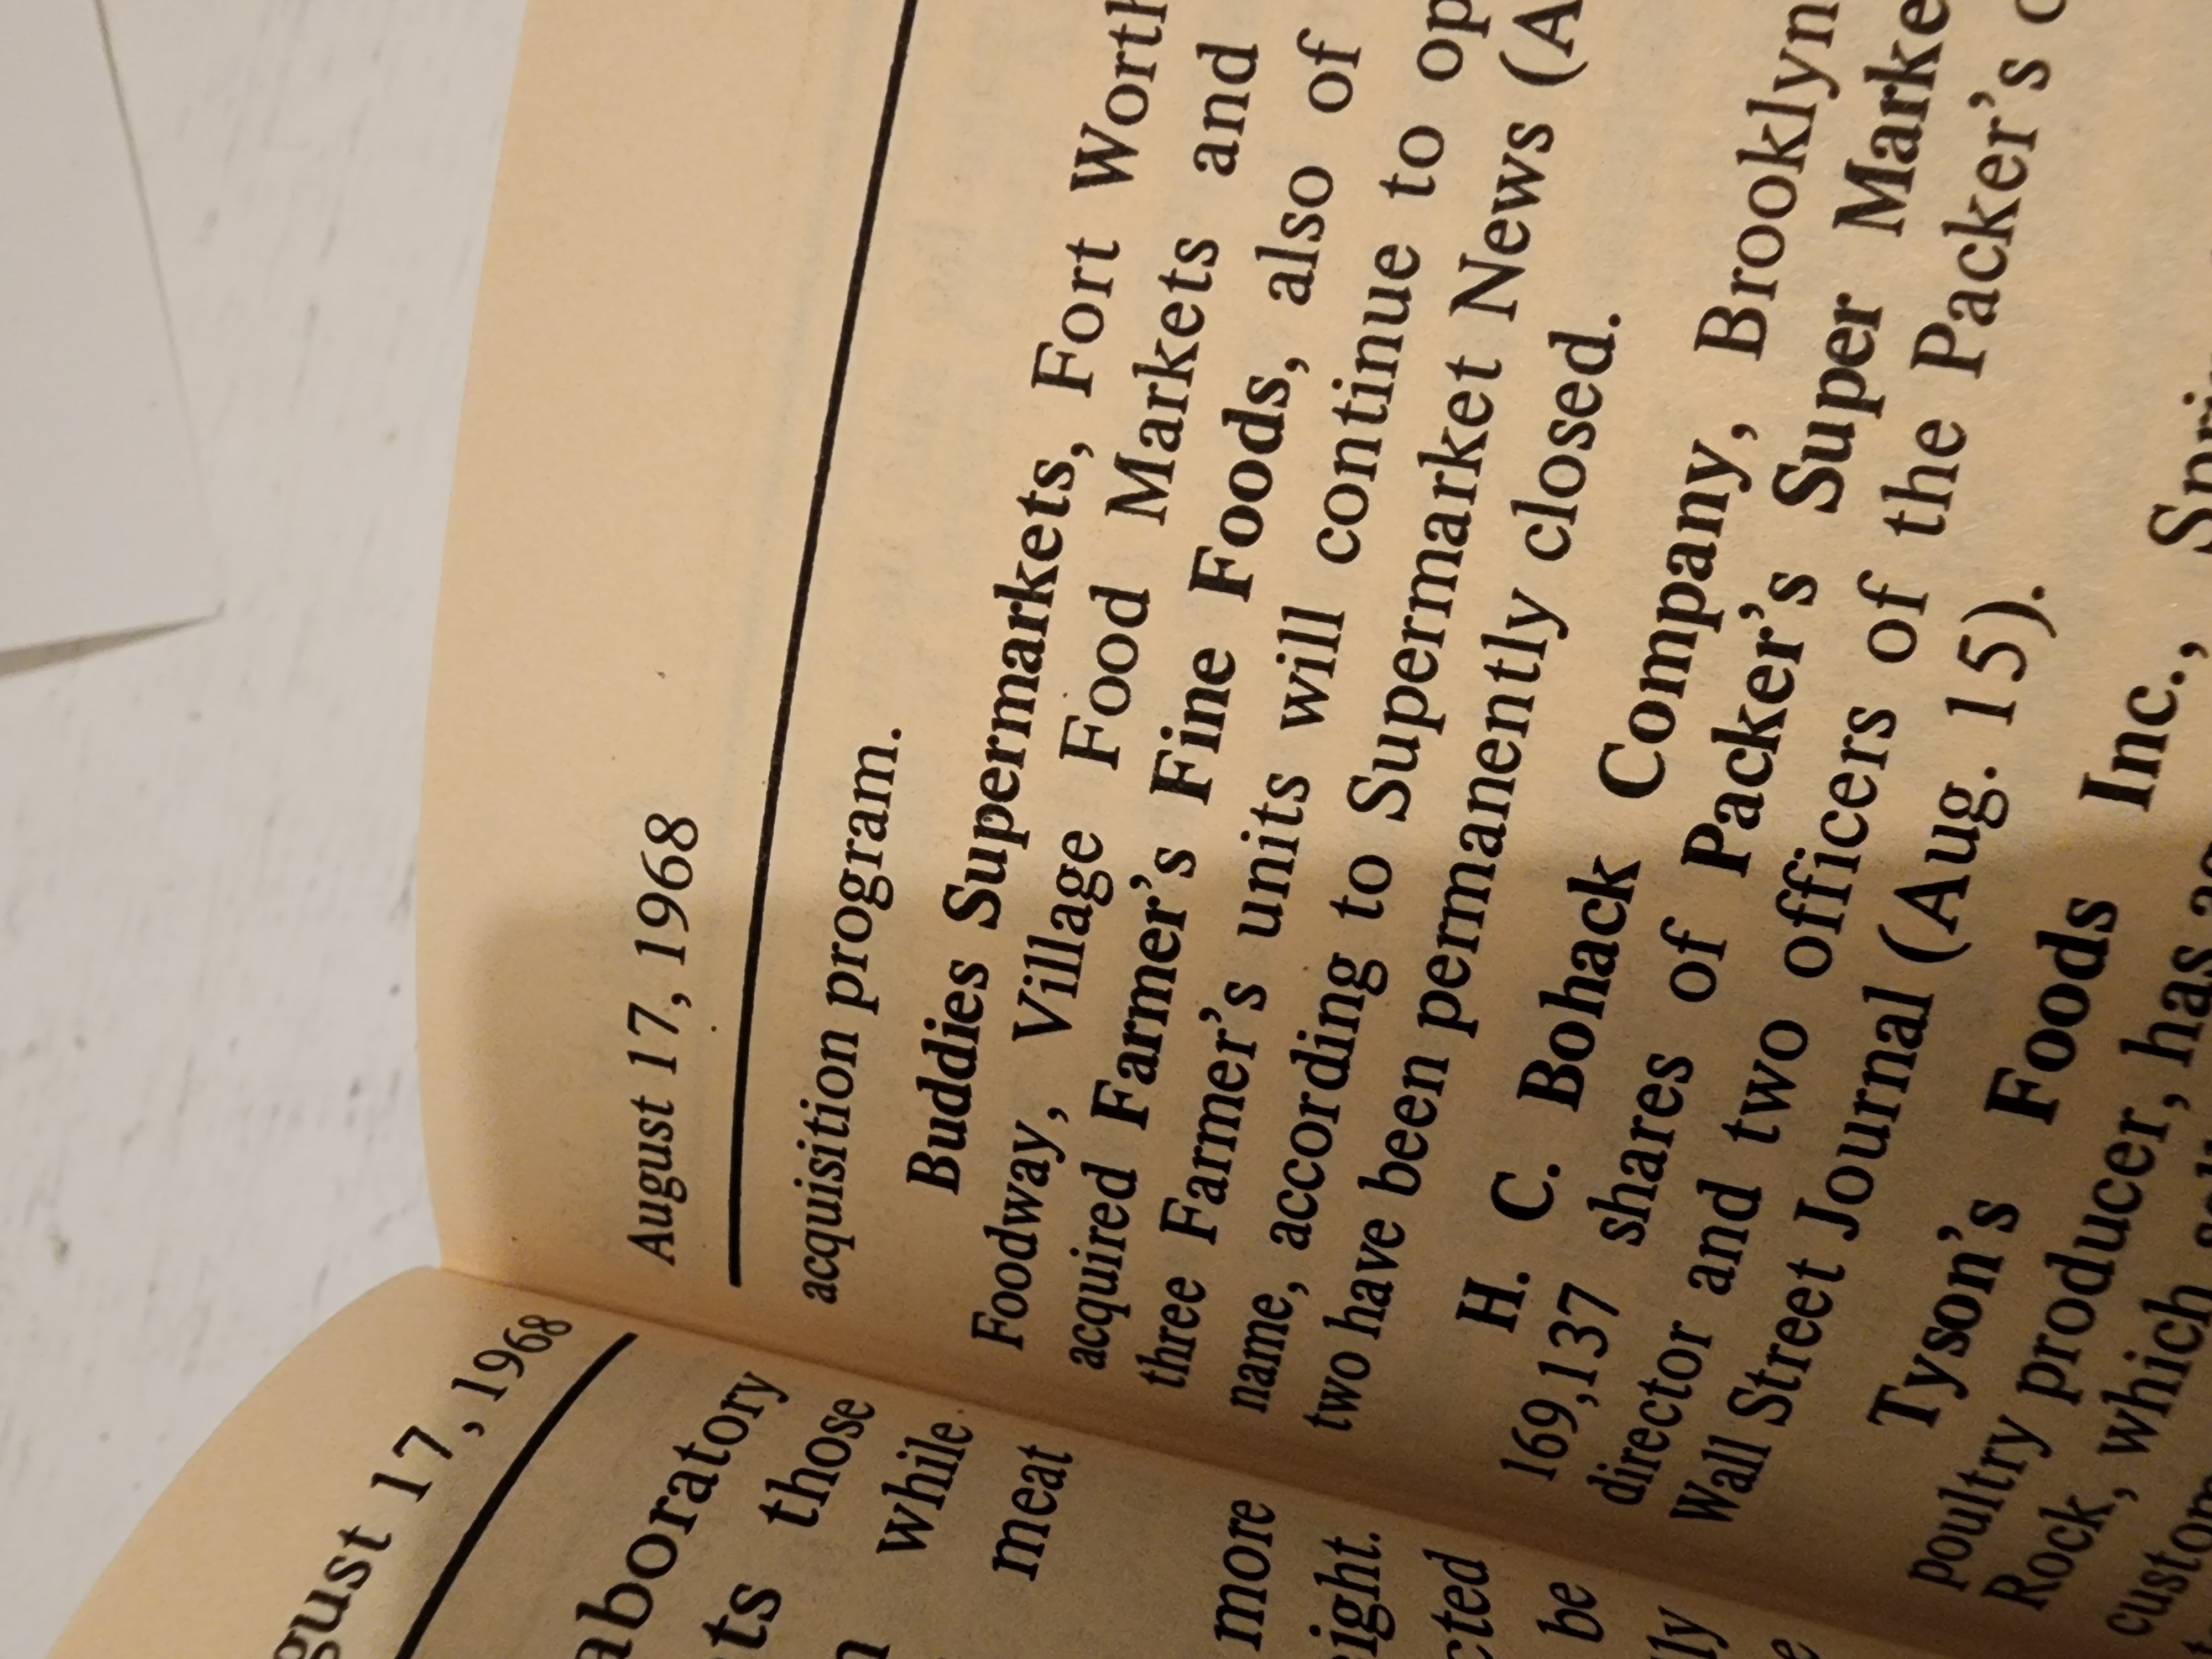 gust 17, 1968
aboratory
those
while
meat
more
be
August 17, 1968
acquisition program.
Buddies Supermarkets, Fort Worth
Foodway, Village Food Markets and
acquired Farmer's Fine Foods, also of
three Farmer's units will continue to op
name, according to Supermarket News (A
two have been permanently closed.
H. C. Bohack Company, Brooklyn
169,137 shares of Packer's Super Marke
director and two officers of the Packer's
Wall Street Journal (Aug. 15).
Tyson's Foods Inc.,
poultry producer, has
Rock, which